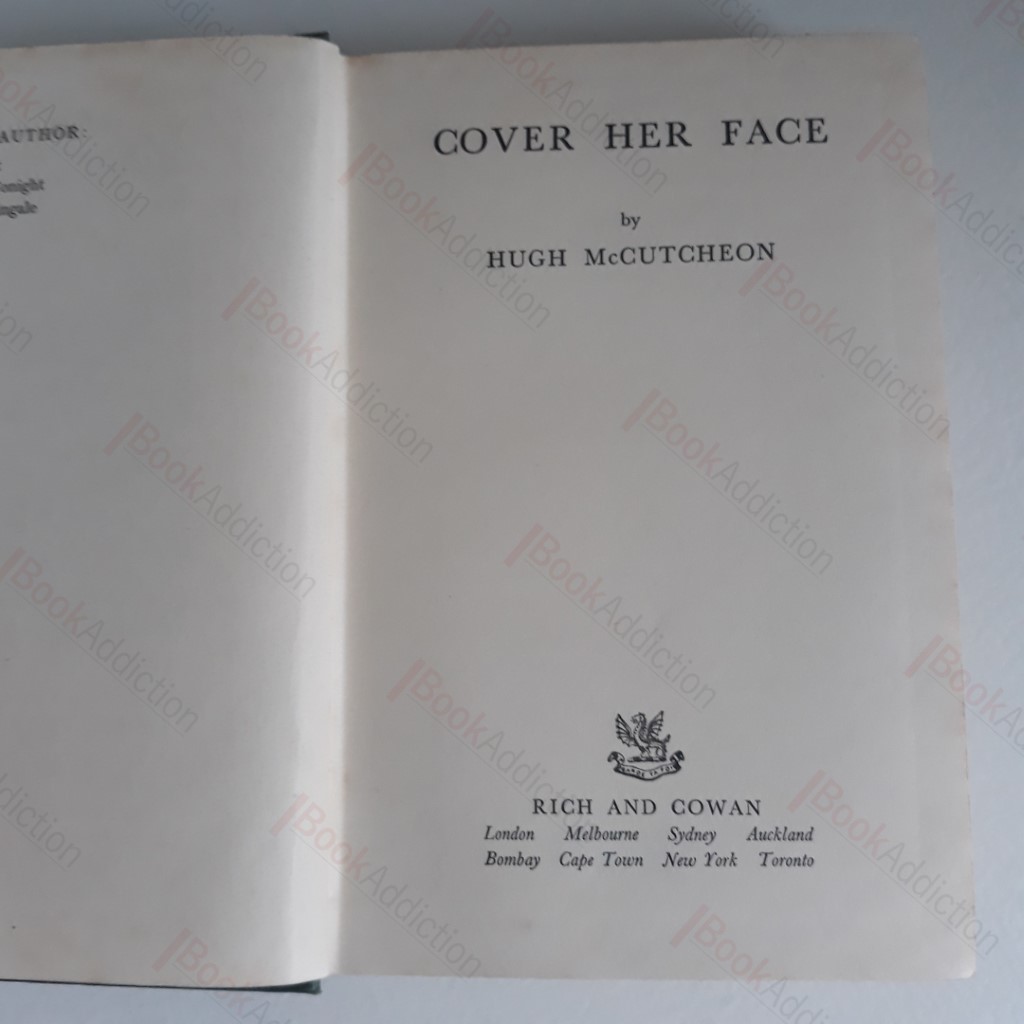 AUTHOR:
COVER HER FACE
by
HUGH McCUTCHEON
RICH AND COWAN
London Melbourne Sydney Auckland
Bombay Cape Town New York Toronto
BookAddiction